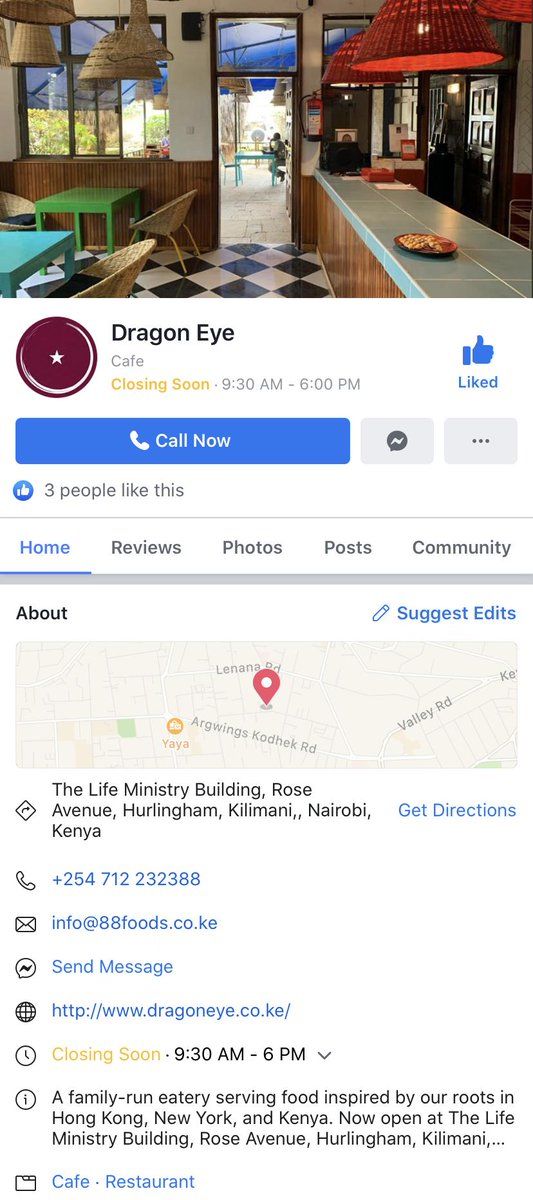 Dragon Eye
Cafe
Closing Soon · 9:30 AM - 6:00 PM
Liked
Call Now
3 people like this
Home Reviews Photos Posts Community
About
Suggest Edits
Lenana Rd
Valley Rd
Yaya
Argwings Kodhek Rd
The Life Ministry Building, Rose
Avenue, Hurlingham, Kilimani,, Nairobi,
Kenya
Get Directions
+254 712 232388
info@88foods.co.ke
Send Message
http://www.dragoneye.co.ke/
Closing Soon · 9:30 AM - 6 PM
A family-run eatery serving food inspired by our roots in
Hong Kong, New York, and Kenya. Now open at The Life
Ministry Building, Rose Avenue, Hurlingham, Kilimani,...
Cafe · Restaurant